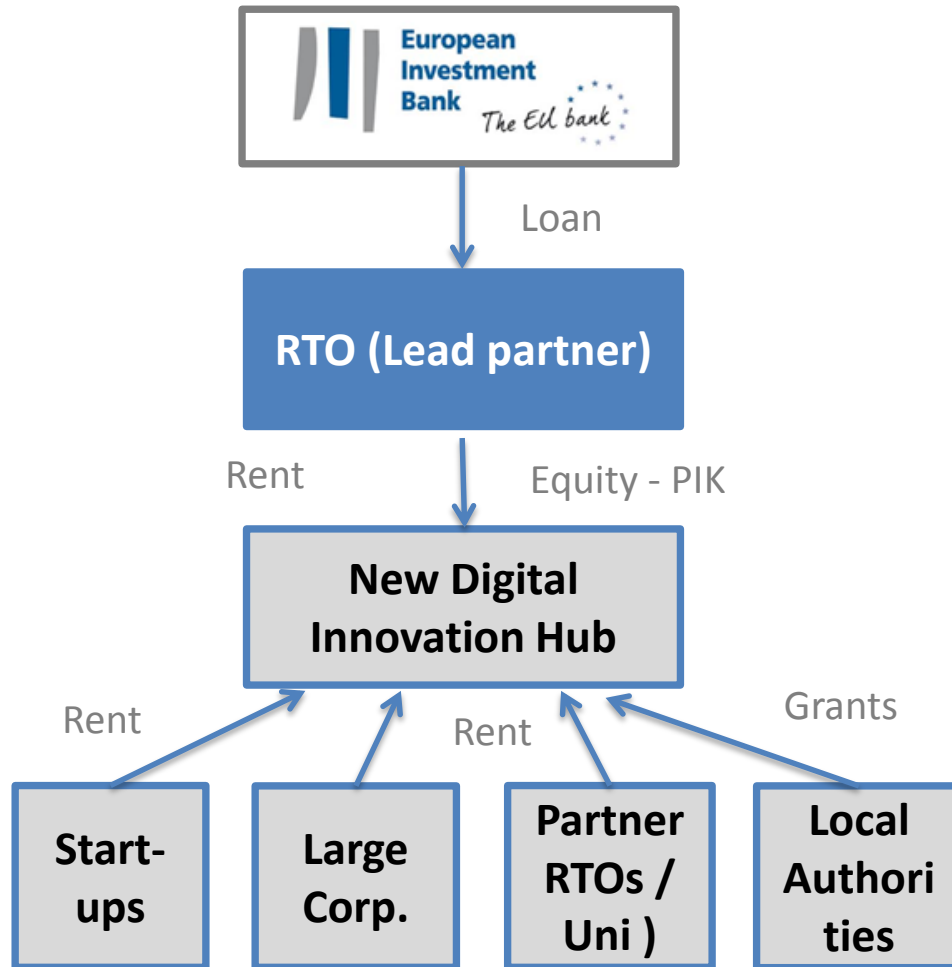 European
Investment
Bank
The EU bank
Loan
RTO (Lead partner)
Rent
Equity - PIK
New Digital
Innovation Hub
Rent
Rent
Grants
Start-
ups
Large
Corp.
Partner
RTOs /
Uni )
Local
Authori
ties